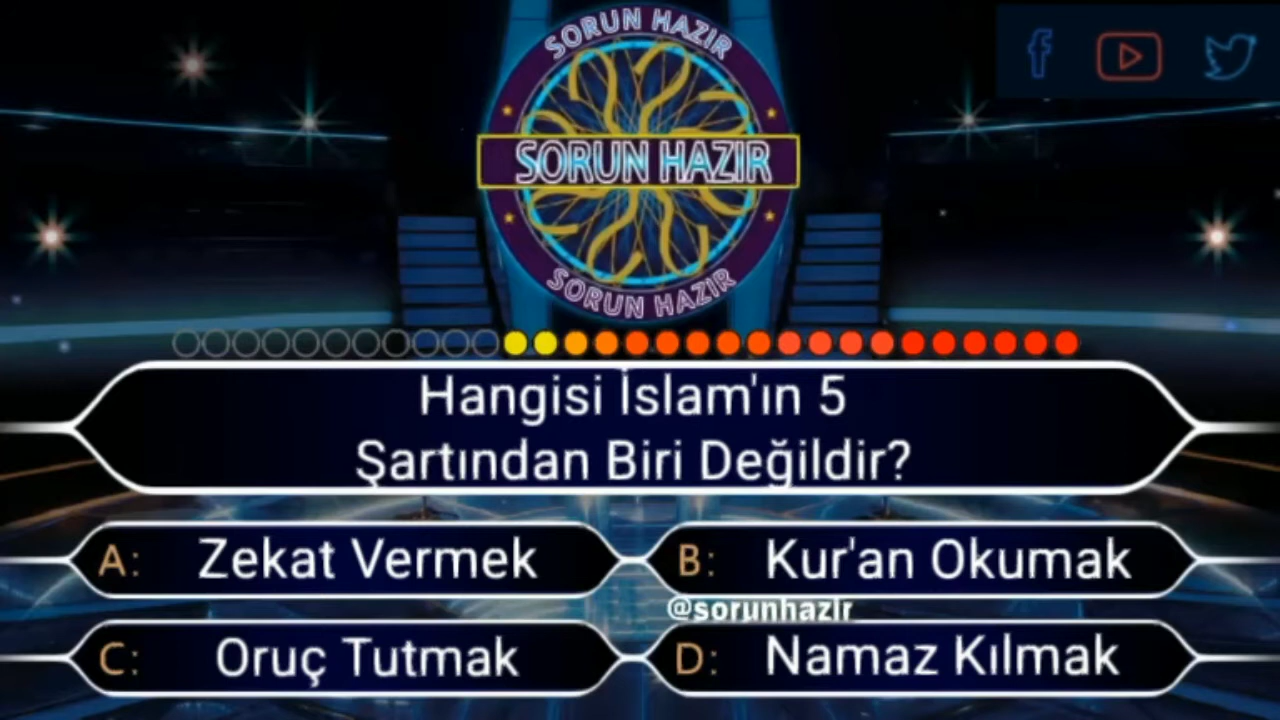 SORUN HAZIR
SORUN HAZIR
SORUN HAZIR
Hangisi İslam'ın 5
Şartından Biri Değildir?
A: Zekat Vermek
B: Kur'an Okumak
@sorunhazIr
C: Oruç Tutmak
D: Namaz Kılmak